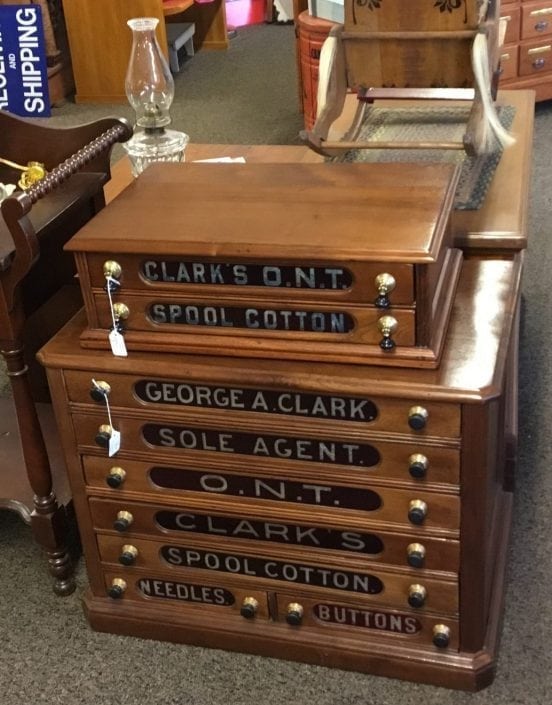 AND
SHIPPING
CLARK'S O.N.T.
SPOOL COTTON
GEORGE A. CLARK.
SOLE AGENT.
O.N.T.
CLARK'S
SPOOL COTTON.
NEEDLES.
BUTTONS.